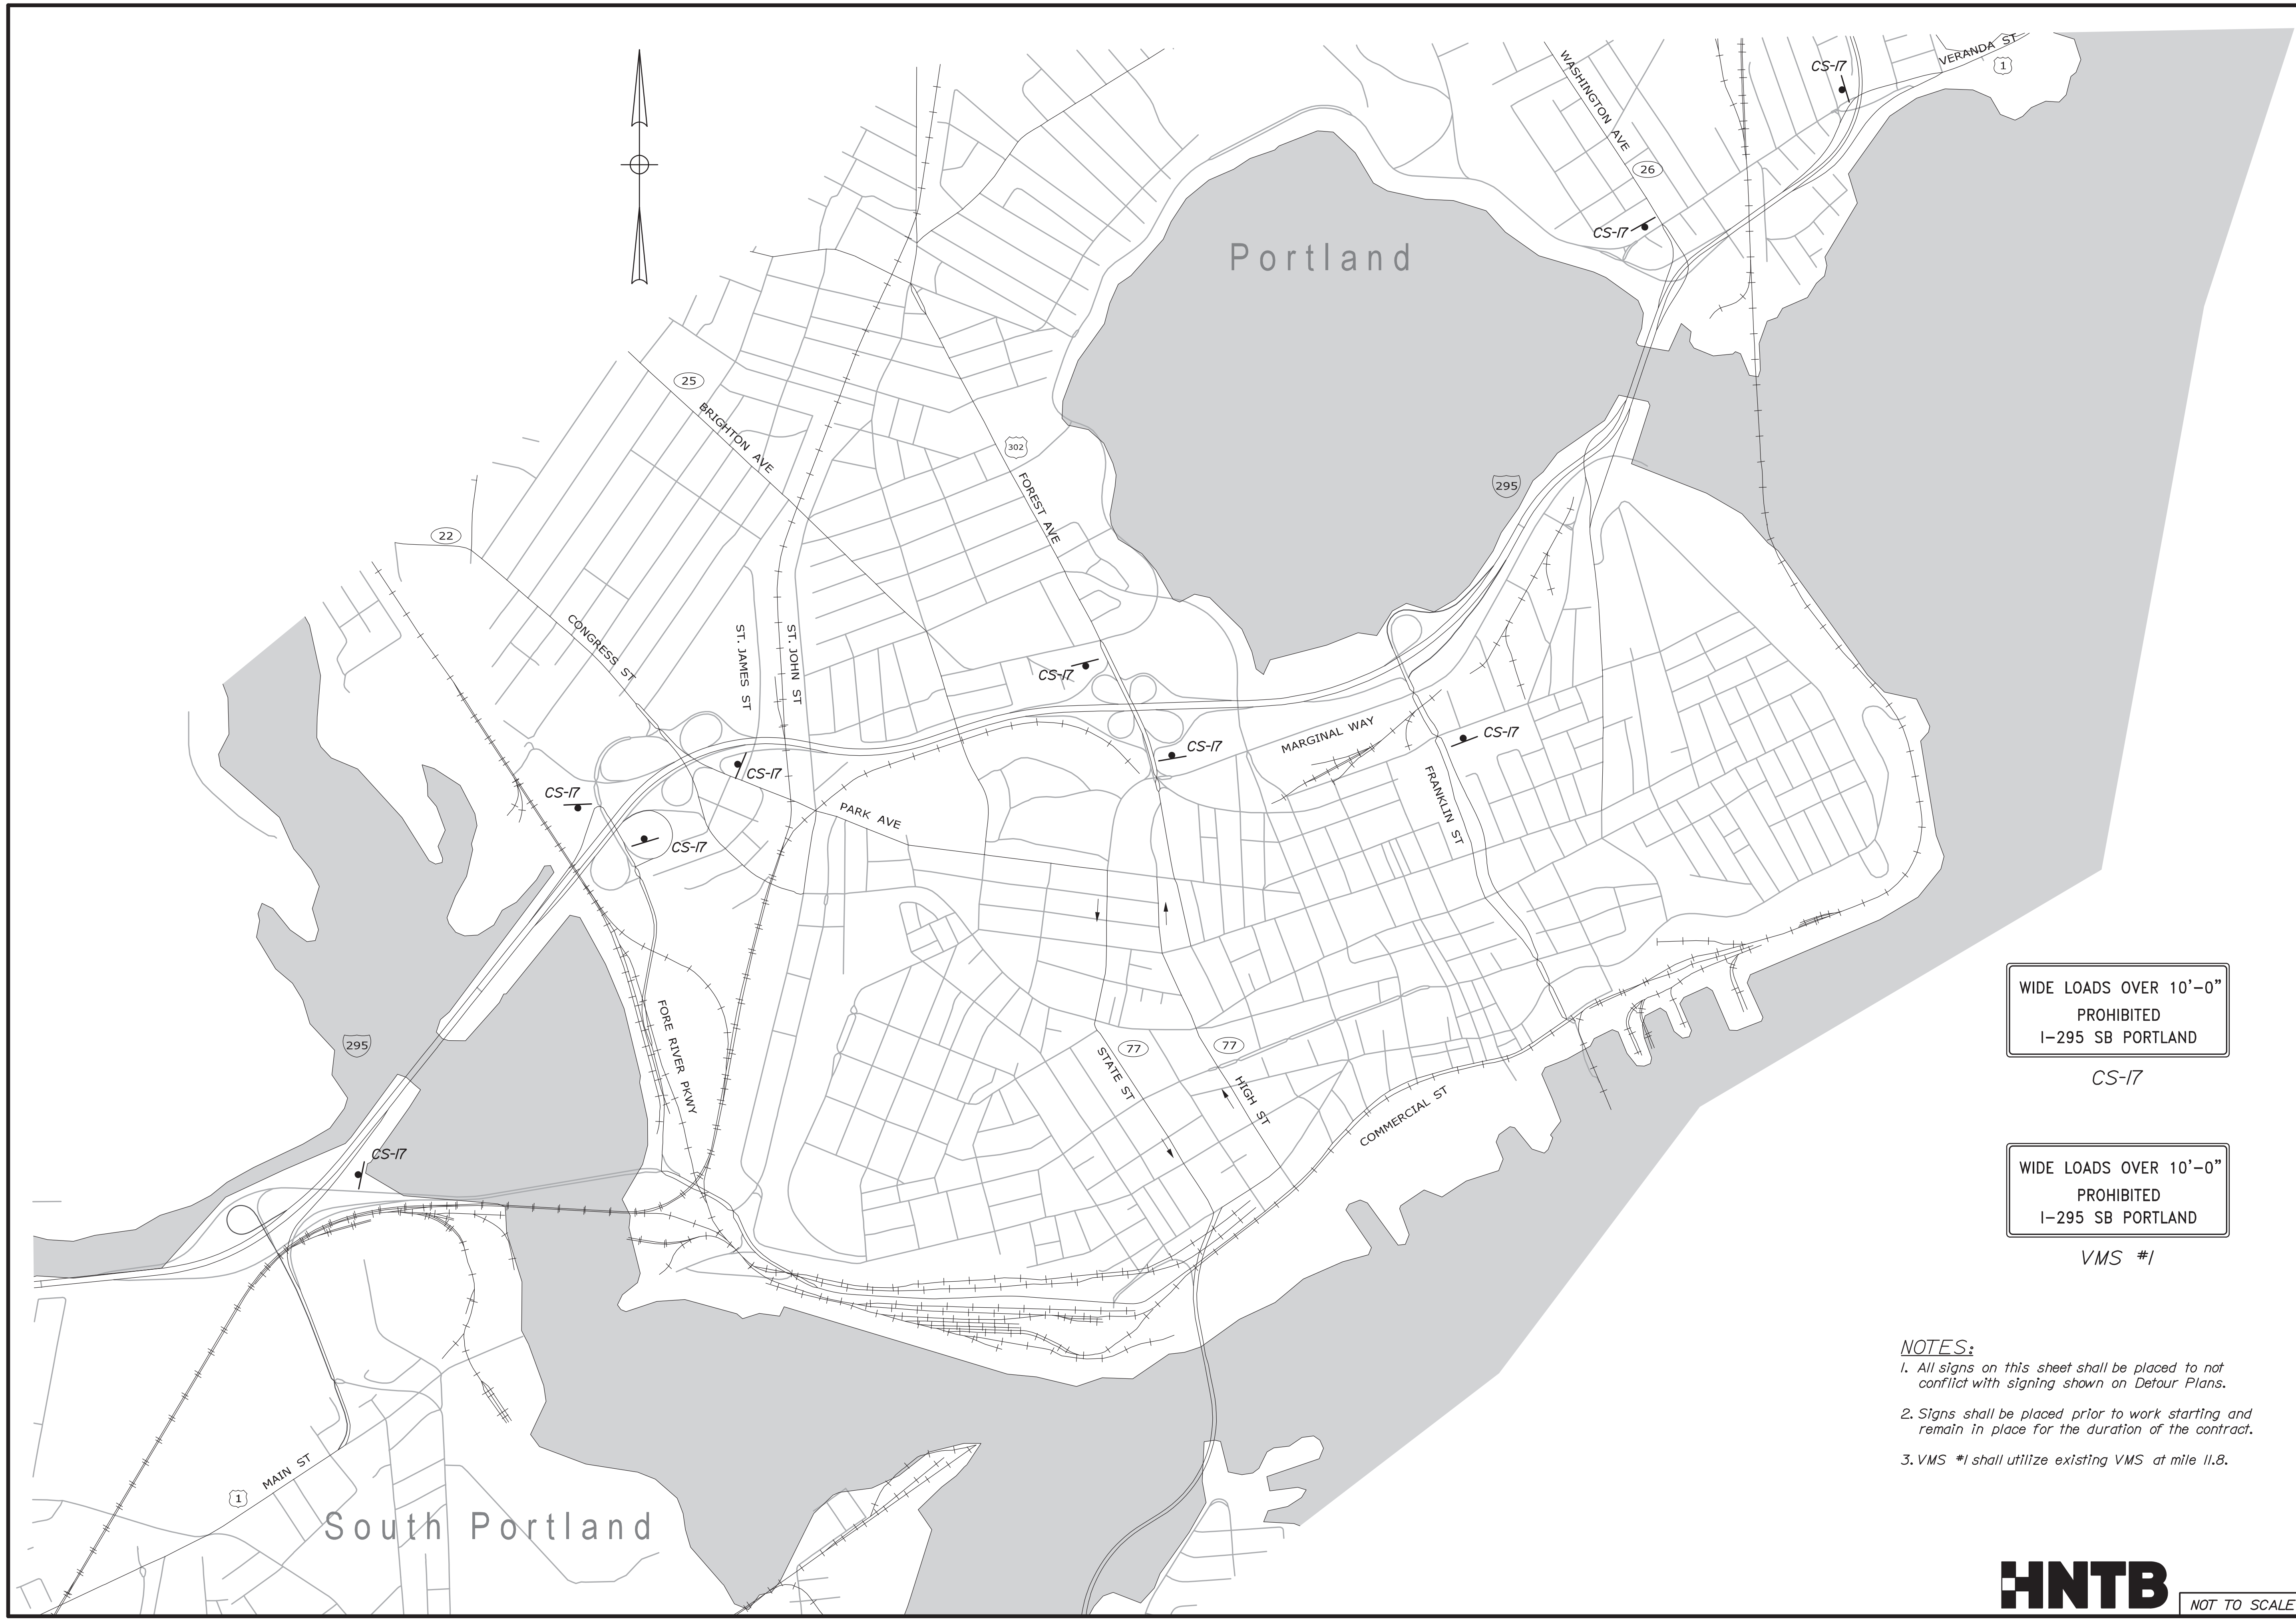 CS-17
VERANDA ST
1
WASHINGTON AVE
26
CS-17
Portland
25
BRIGHTON AVE
302
FOREST AVE
295
22
CONGRESS ST
ST. JAMES ST
ST. JOHN ST
CS-17
CS-17
MARGINAL WAY
CS-17
CS-17
CS-17
PARK AVE
FRANKLIN ST
CS-17
WIDE LOADS OVER 10'-0"
PROHIBITED
I-295 SB PORTLAND
CS-17
FORE RIVER PKWY
295
77
77
STATE ST
HIGH ST
COMMERCIAL ST
CS-17
WIDE LOADS OVER 10'-0"
PROHIBITED
I-295 SB PORTLAND
VMS #1
NOTES:
1. All signs on this sheet shall be placed to not
conflict with signing shown on Detour Plans.
2. Signs shall be placed prior to work starting and
remain in place for the duration of the contract.
3. VMS #1 shall utilize existing VMS at mile 11.8.
MAIN ST
1
South Portland
HNTB
NOT TO SCALE